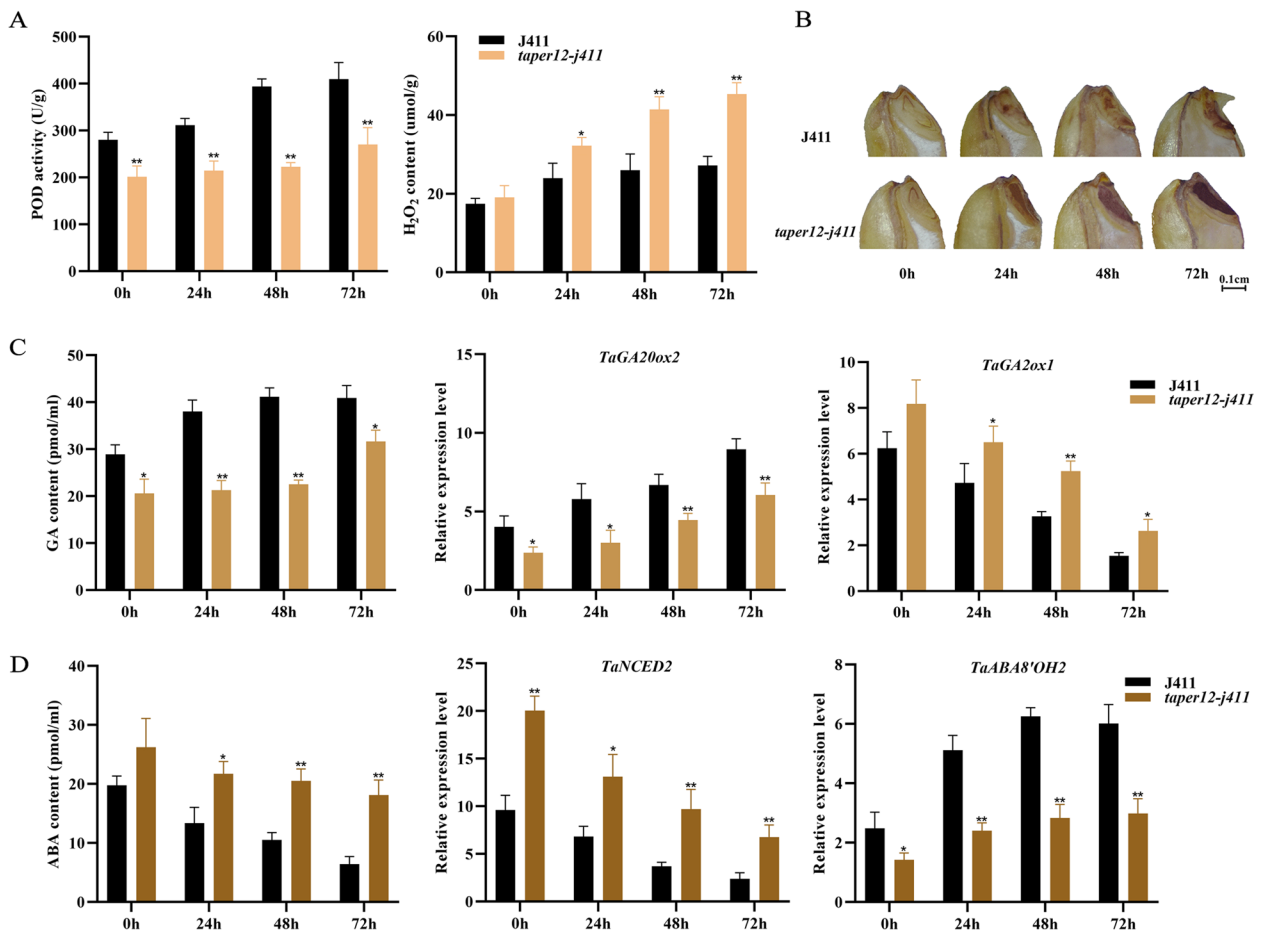 A
POD activity (U/g)
500
400
300
200
100
0
**
**
**
**
0h
24h
48h
72h
H2O2 content (umol/g)
60
40
20
0
J411
taper12-j411
*
**
**
0h
24h
48h
72h
B
J411
taper12-j411
0h
24h
48h
72h
0.1cm
C
GA content (pmol/ml)
50
40
30
20
10
0
*
**
**
*
0h
24h
48h
72h
TaGA20ox2
Relative expression level
15
10
5
0
*
*
**
**
0h
24h
48h
72h
TaGA2ox1
Relative expression level
10
8
6
4
2
0
*
**
*
0h
24h
48h
72h
J411
taper12-j411
D
ABA content (pmol/ml)
40
30
20
10
0
*
**
**
0h
24h
48h
72h
TaNCED2
Relative expression level
25
20
15
10
5
0
**
*
**
**
0h
24h
48h
72h
TaABA8'OH2
Relative expression level
8
6
4
2
0
*
**
**
**
0h
24h
48h
72h
J411
taper12-j411